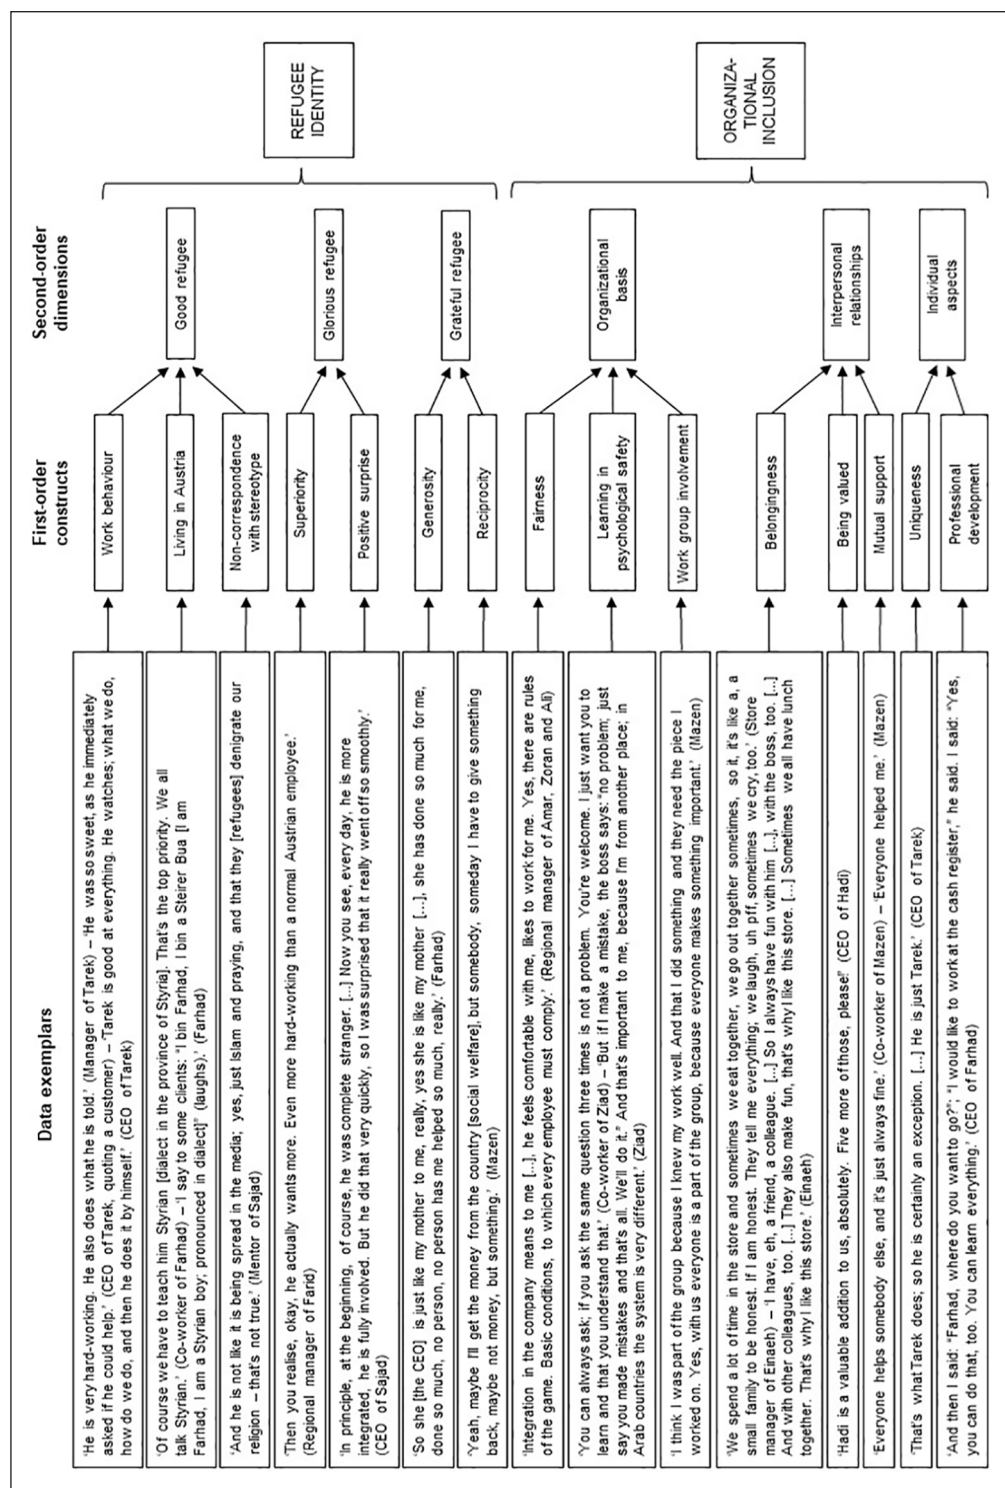 Data exemplars
First-order
constructs
Second-order
dimensions
'He is very hard-working. He also does what he is told.' (Manager of Tarek) – 'He was so sweet, as he immediately
asked if he could help.' (CEO of Tarek, quoting a customer) – 'Tarek is good at everything. He watches; what we do,
how do we do, and then he does it by himself.' (CEO of Tarek)
Work behaviour
'Of course we have to teach him Styrian [dialect in the province of Styria]. That's the top priority. We all
talk Styrian.' (Co-worker of Farhad) – 'I say to some clients: "I bin Farhad, I bin a Steirer Bua [I am
Farhad, I am a Styrian boy; pronounced in dialect]" (laughs).' (Farhad)
Living in Austria
'And he is not like it is being spread in the media; yes, just Islam and praying, and that they [refugees] denigrate our
religion – that's not true.' (Mentor of Sajad)
Non-correspondence
with stereotype
Good refugee
'Then you realise, okay, he actually wants more. Even more hard-working than a normal Austrian employee.'
(Regional manager of Farid)
Superiority
'In principle, at the beginning, of course, he was complete stranger. [...] Now you see, every day, he is more
integrated, he is fully involved. But he did that very quickly, so I was surprised that it really went off so smoothly.'
(CEO of Sajad)
Positive surprise
Glorious refugee
'So she [the CEO] is just like my mother to me, really, yes she is like my mother [...], she has done so much for me,
done so much, no person, no person has me helped so much, really.' (Farhad)
Generosity
'Yeah, maybe I'll get the money from the country [social welfare], but somebody, someday I have to give something
back, maybe not money, but something.' (Mazen)
Reciprocity
Grateful refugee
REFUGEE
IDENTITY
'Integration in the company means to me [...], he feels comfortable with me, likes to work for me. Yes, there are rules
of the game. Basic conditions, to which every employee must comply.' (Regional manager of Amar, Zoran and Ali)
Fairness
'You can always ask; if you ask the same question three times is not a problem. You're welcome. I just want you to
learn and that you understand that.' (Co-worker of Ziad) – 'But if I make a mistake, the boss says: "no problem; just
say you made mistakes and that's all. We'll do it." And that's important to me, because I'm from another place; in
Arab countries the system is very different.' (Ziad)
Learning in
psychological safety
'I think I was part of the group because I knew my work well. And that I did something and they need the piece I
worked on. Yes, with us everyone is a part of the group, because everyone makes something important.' (Mazen)
Work group involvement
Organizational
basis
'We spend a lot of time in the store and sometimes we eat together, we go out together sometimes, so it, it's like a, a
small family to be honest. If I am honest. They tell me everything; we laugh, uh pff, sometimes we cry, too.' (Store
manager of Einaeh) – 'I have, eh, a friend, a colleague. [...] So I always have fun with him [...], with the boss, too. [...]
And with other colleagues, too. [...] They also make fun, that's why I like this store. [...] Sometimes we all have lunch
together. That's why I like this store.' (Einaeh)
Belongingness
'Hadi is a valuable addition to us, absolutely. Five more of those, please!' (CEO of Hadi)
Being valued
'Everyone helps somebody else, and it's just always fine.' (Co-worker of Mazen) – 'Everyone helped me.' (Mazen)
Mutual support
Interpersonal
relationships
'That's what Tarek does; so he is certainly an exception. [...] He is just Tarek.' (CEO of Tarek)
Uniqueness
'And then I said: "Farhad, where do you want to go?"; "I would like to work at the cash register," he said. I said: "Yes,
you can do that, too. You can learn everything.' (CEO of Farhad)
Professional
development
Individual
aspects
ORGANIZA-
TIONAL
INCLUSION